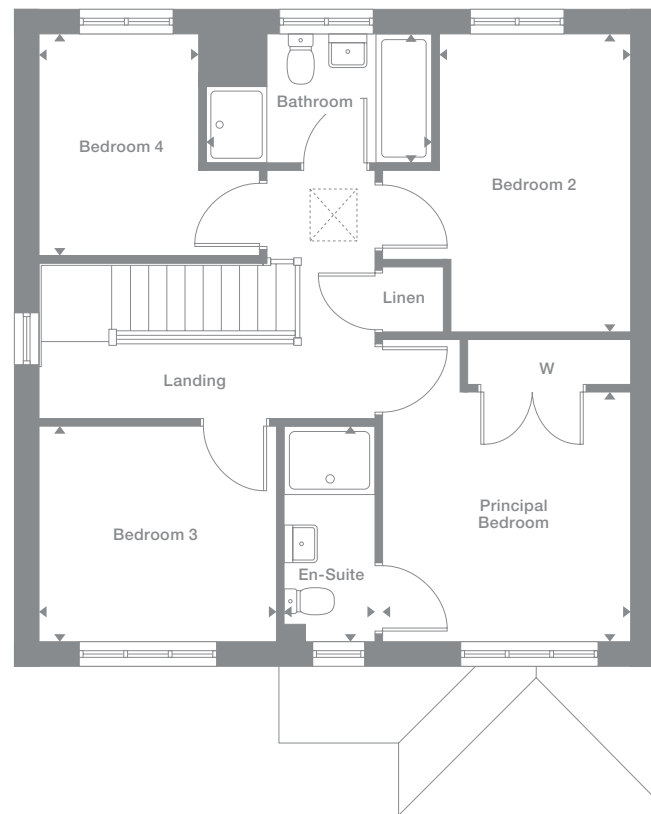 Bathroom
Bedroom 4
Bedroom 2
Linen
W
Landing
Principal
Bedroom
Bedroom 3
En-Suite